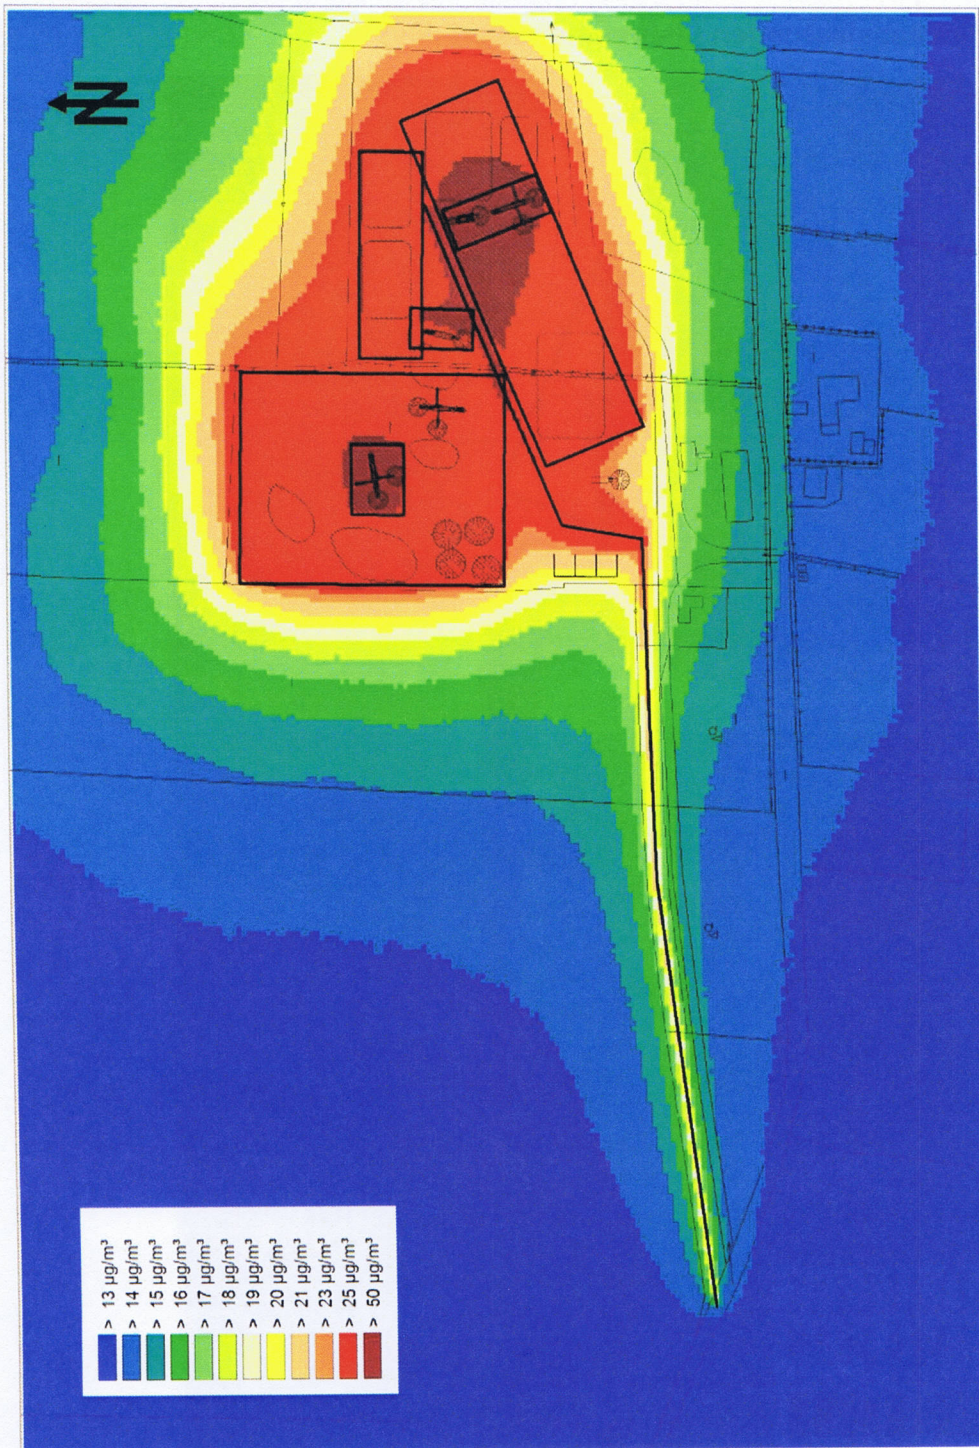 N
> 13 µg/m³
> 14 µg/m³
> 15 µg/m³
> 16 µg/m³
> 17 µg/m³
> 18 µg/m³
> 19 µg/m³
> 20 µg/m³
> 21 µg/m³
> 23 µg/m³
> 25 µg/m³
> 50 µg/m³